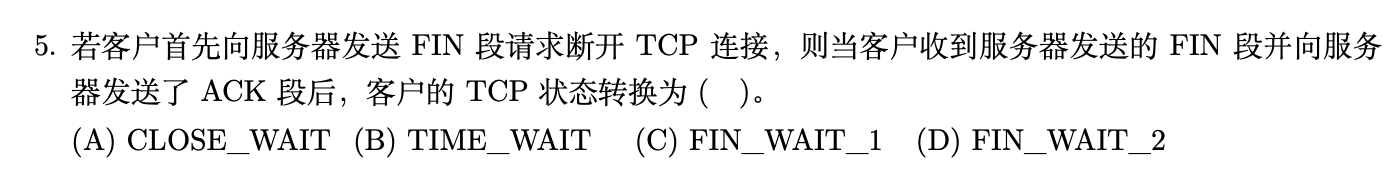 5. 若客户首先向服务器发送 FIN 段请求断开 TCP 连接，则当客户收到服务器发送的 FIN 段并向服务
器发送了 ACK 段后，客户的 TCP 状态转换为 (   )。
(A) CLOSE_WAIT (B) TIME_WAIT (C) FIN_WAIT_1 (D) FIN_WAIT_2